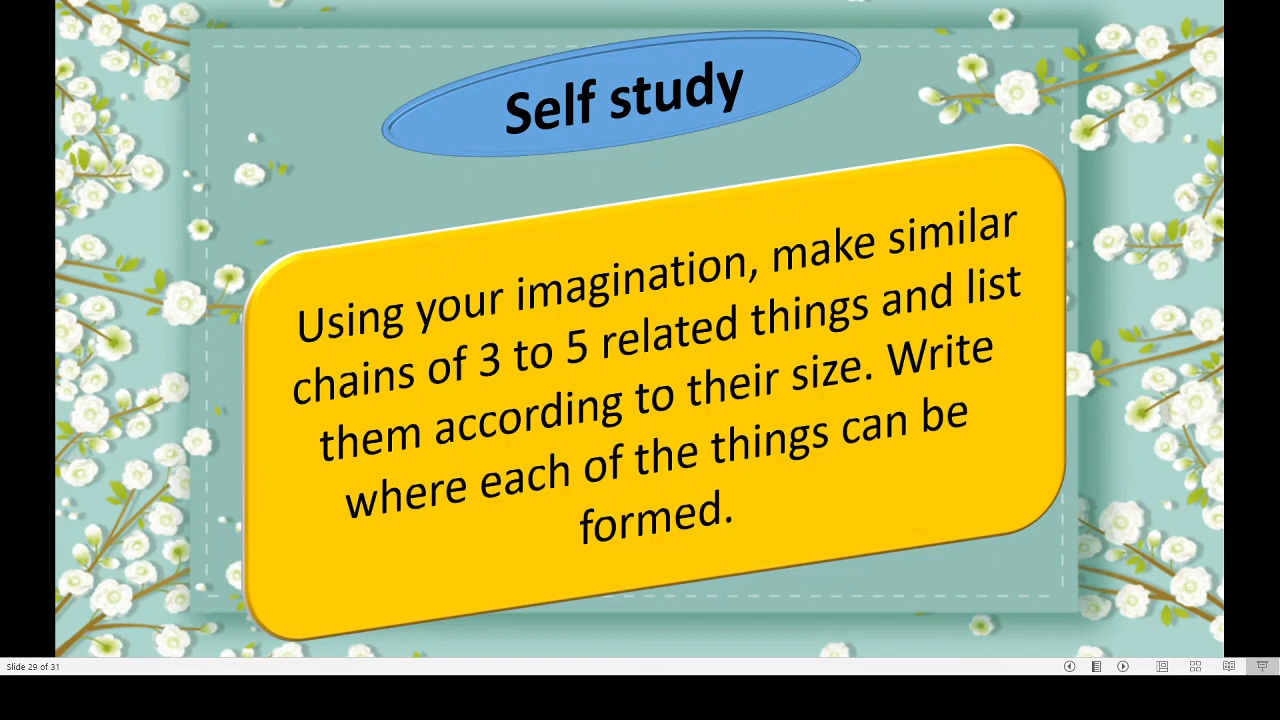 Self study
Using your imagination, make similar
chains of 3 to 5 related things and list
them according to their size. Write
where each of the things can be
formed.
Slide 29 of 31